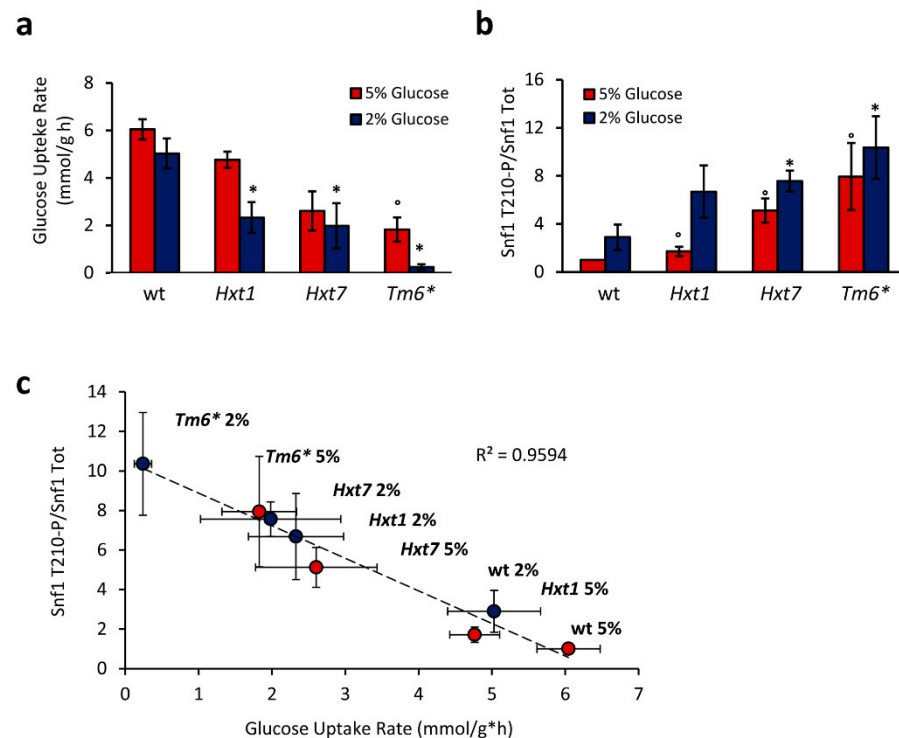 a
Glucose Upteke Rate
(mmol/g h)
8
6
4
2
0
5% Glucose
2% Glucose
*
*
°
*
wt
Hxt1
Hxt7
Tm6*
b
Snf1 T210-P/Snf1 Tot
16
12
8
4
0
5% Glucose
2% Glucose
°
°
*
°
*
wt
Hxt1
Hxt7
Tm6*
c
Snf1 T210-P/Snf1 Tot
14
12
10
8
6
4
2
0
Tm6* 2%
Tm6* 5%
R² = 0.9594
Hxt7 2%
Hxt1 2%
Hxt7 5%
wt 2%
Hxt1 5%
wt 5%
0 1 2 3 4 5 6 7
Glucose Uptake Rate (mmol/g*h)